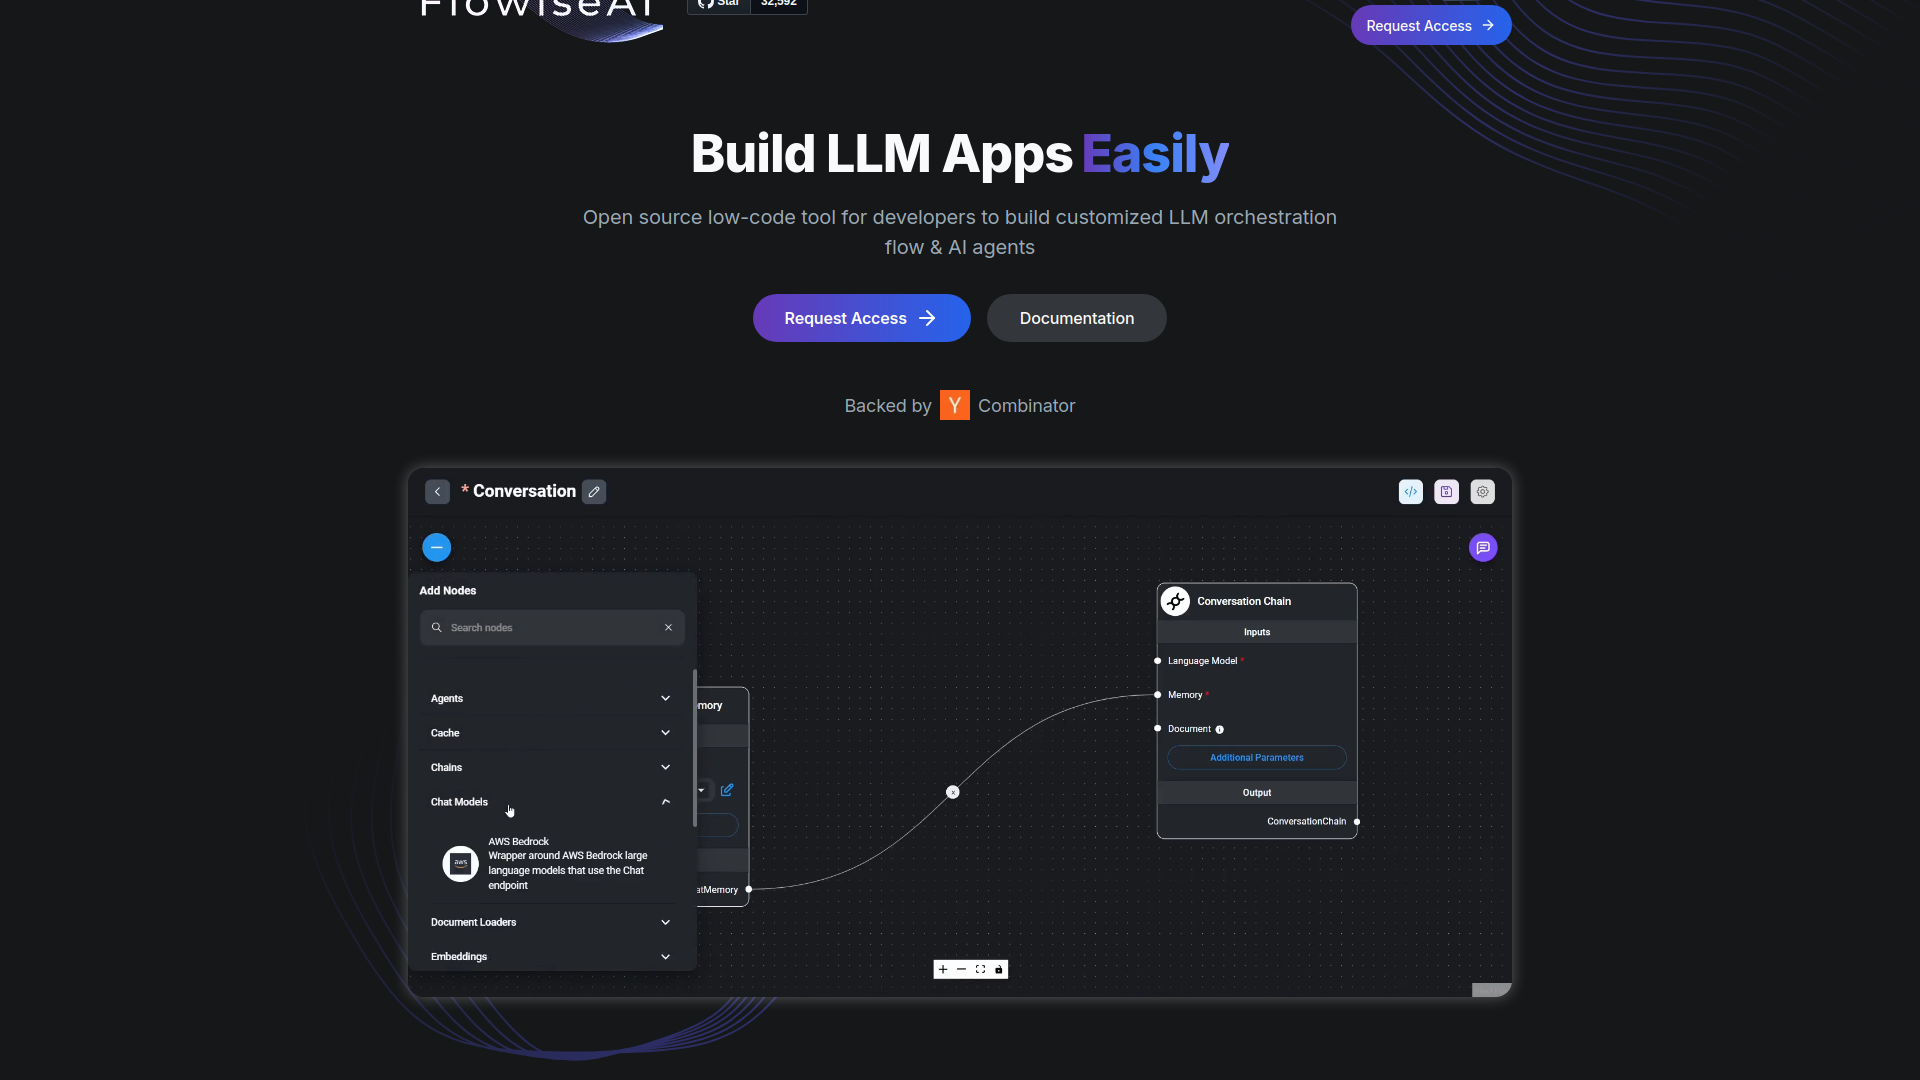 FlowiseAI
Star 32,592
Request Access
Build LLM Apps Easily
Open source low-code tool for developers to build customized LLM orchestration
flow & AI agents
Request Access
Documentation
Backed by Y Combinator
* Conversation
Add Nodes
Search nodes
Agents
Cache
Chains
Chat Models
aws
AWS Bedrock
Wrapper around AWS Bedrock large
language models that use the Chat
endpoint
Document Loaders
Embeddings
emory
atMemory
x
Conversation Chain
Inputs
Language Model *
Memory *
Document
Additional Parameters
Output
ConversationChain